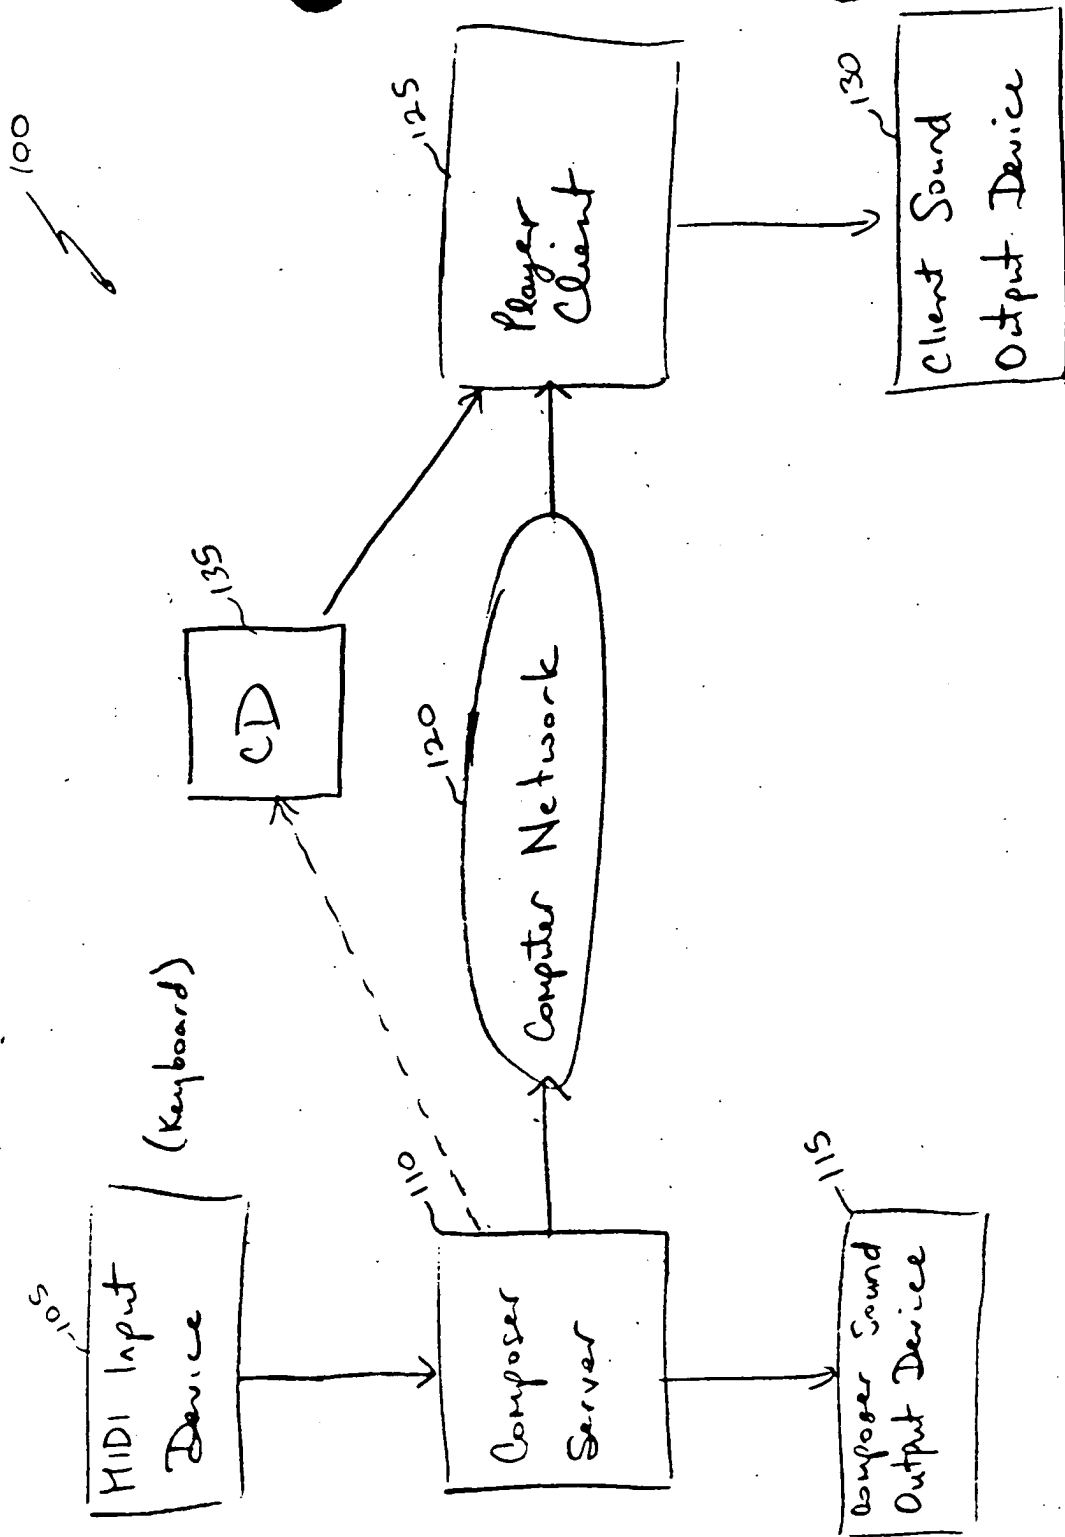 100
105
MIDI Input
Device
(Keyboard)
110
Composer
Server
115
Composer Sound
Output Device
135
CD
120
Computer Network
125
Player
Client
130
Client Sound
Output Device